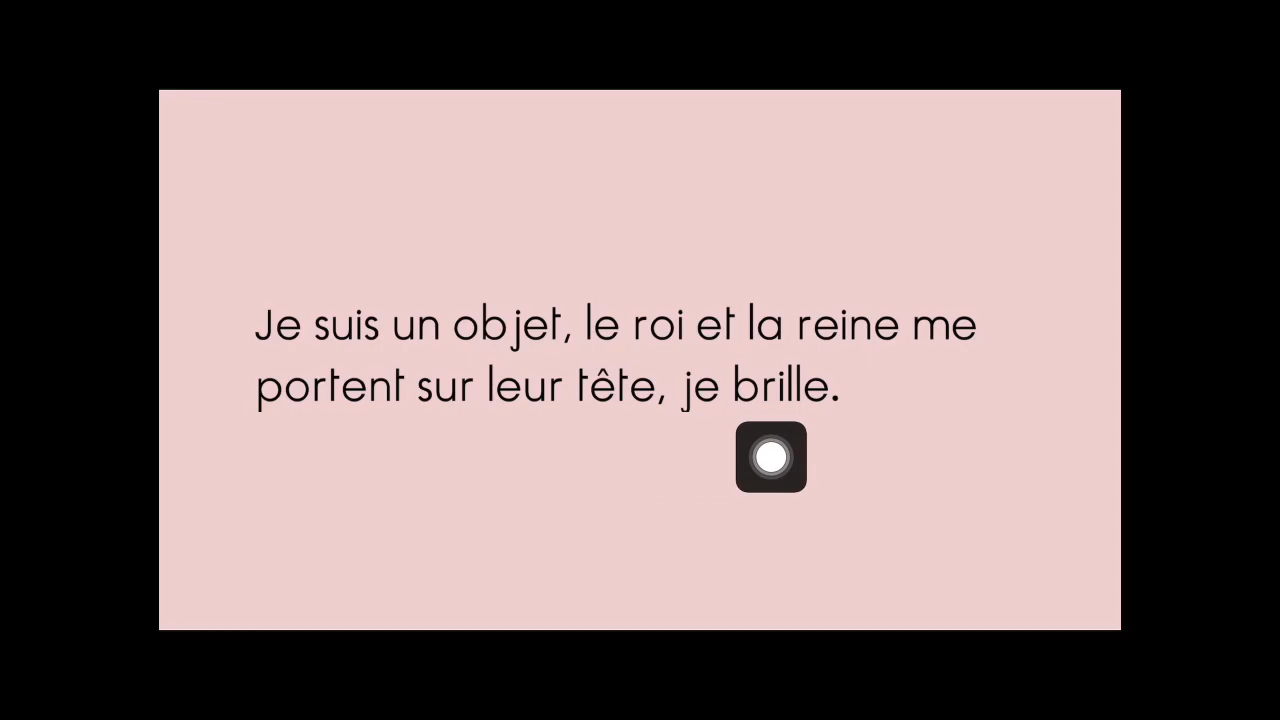 Je suis un objet, le roi et la reine me
portent sur leur tête, je brille.